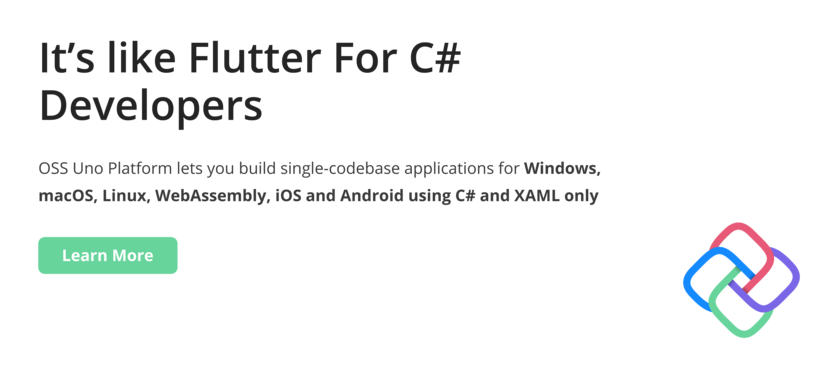 It’s like Flutter For C#
Developers
OSS Uno Platform lets you build single-codebase applications for Windows,
macOS, Linux, WebAssembly, iOS and Android using C# and XAML only
Learn More